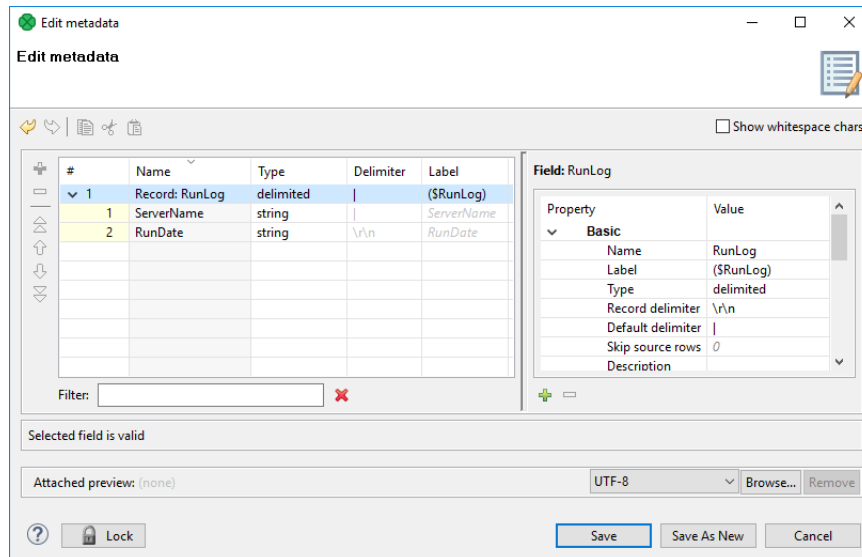 Edit metadata
Edit metadata
Show whitespace chars
# Name Type Delimiter Label
1 Record: RunLog delimited | ($RunLog)
1 ServerName string | ServerName
2 RunDate string \r\n RunDate
Filter:
Field: RunLog
Property Value
Basic
Name RunLog
Label ($RunLog)
Type delimited
Record delimiter \r\n
Default delimiter |
Skip source rows 0
Description
Selected field is valid
Attached preview: (none) UTF-8 Browse... Remove
? Lock Save Save As New Cancel